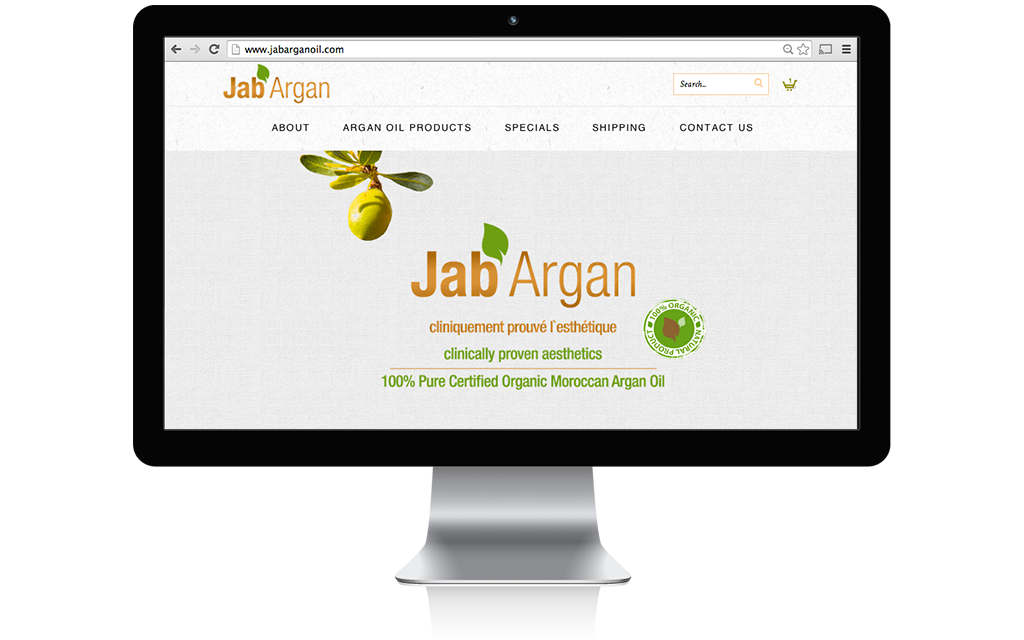 www.jabarganoil.com
Jab Argan
Search...
ABOUT ARGAN OIL PRODUCTS SPECIALS SHIPPING CONTACT US
Jab Argan
cliniquement prouvé l`esthétique
clinically proven aesthetics
100% Pure Certified Organic Moroccan Argan Oil
100% ORGANIC
NATURAL PRODUCT